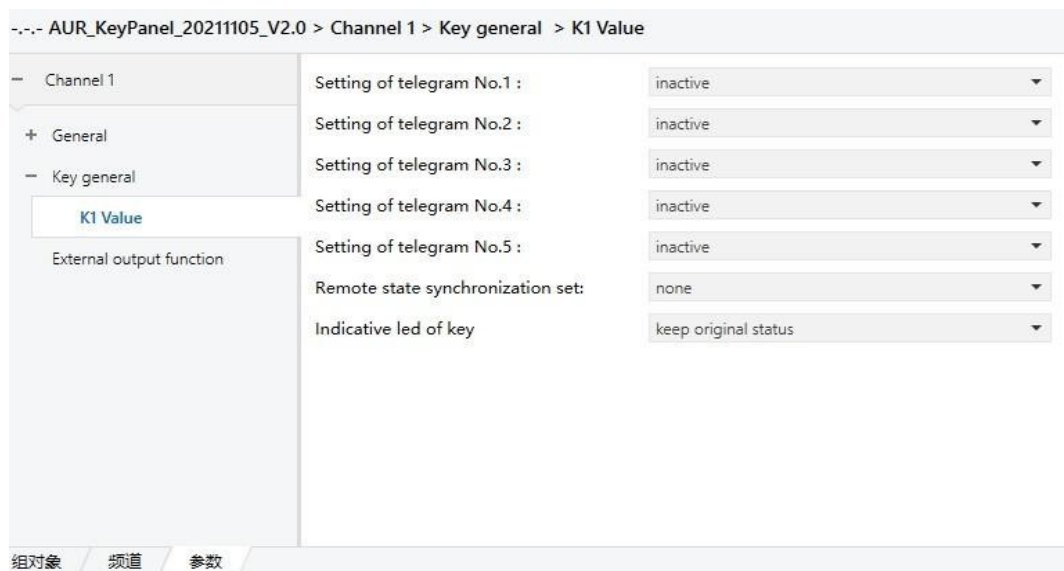 -.-.- AUR_KeyPanel_20211105_V2.0 > Channel 1 > Key general > K1 Value
− Channel 1
+ General
− Key general
K1 Value
External output function
Setting of telegram No.1 : inactive
Setting of telegram No.2 : inactive
Setting of telegram No.3 : inactive
Setting of telegram No.4 : inactive
Setting of telegram No.5 : inactive
Remote state synchronization set: none
Indicative led of key keep original status
组对象 频道 参数